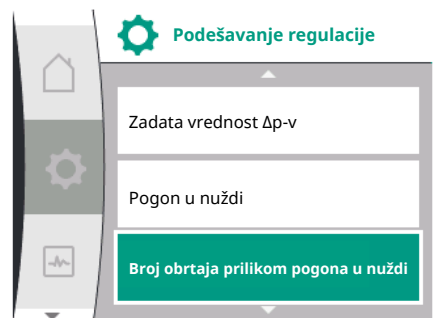 Podešavanje regulacije
Zadata vrednost Δp-v
Pogon u nuždi
Broj obrtaja prilikom pogona u nuždi